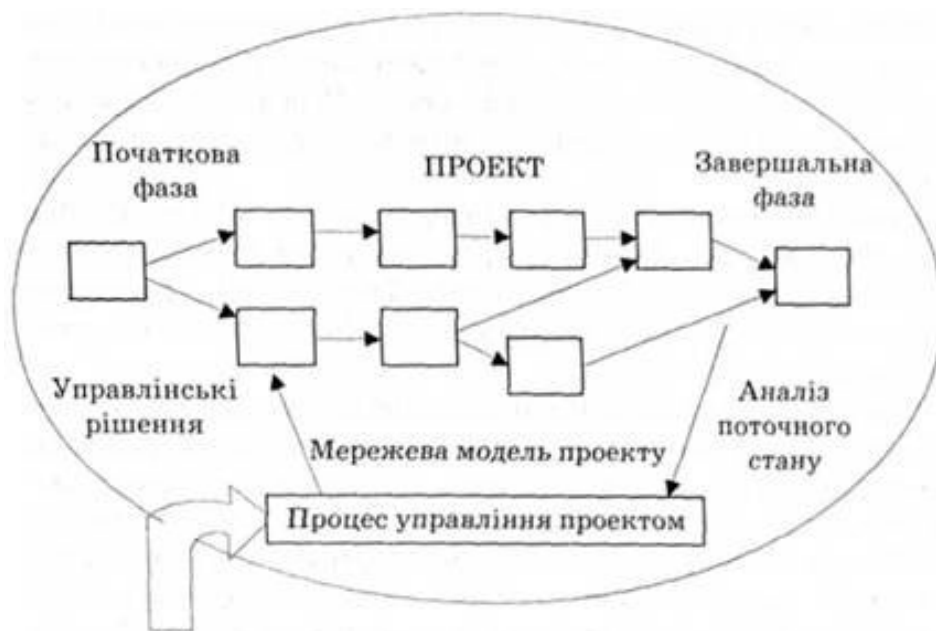 Початкова
фаза
ПРОЕКТ
Завершальна
фаза
Управлінські
рішення
Аналіз
поточного
стану
Мережева модель проекту
Процес управління проектом